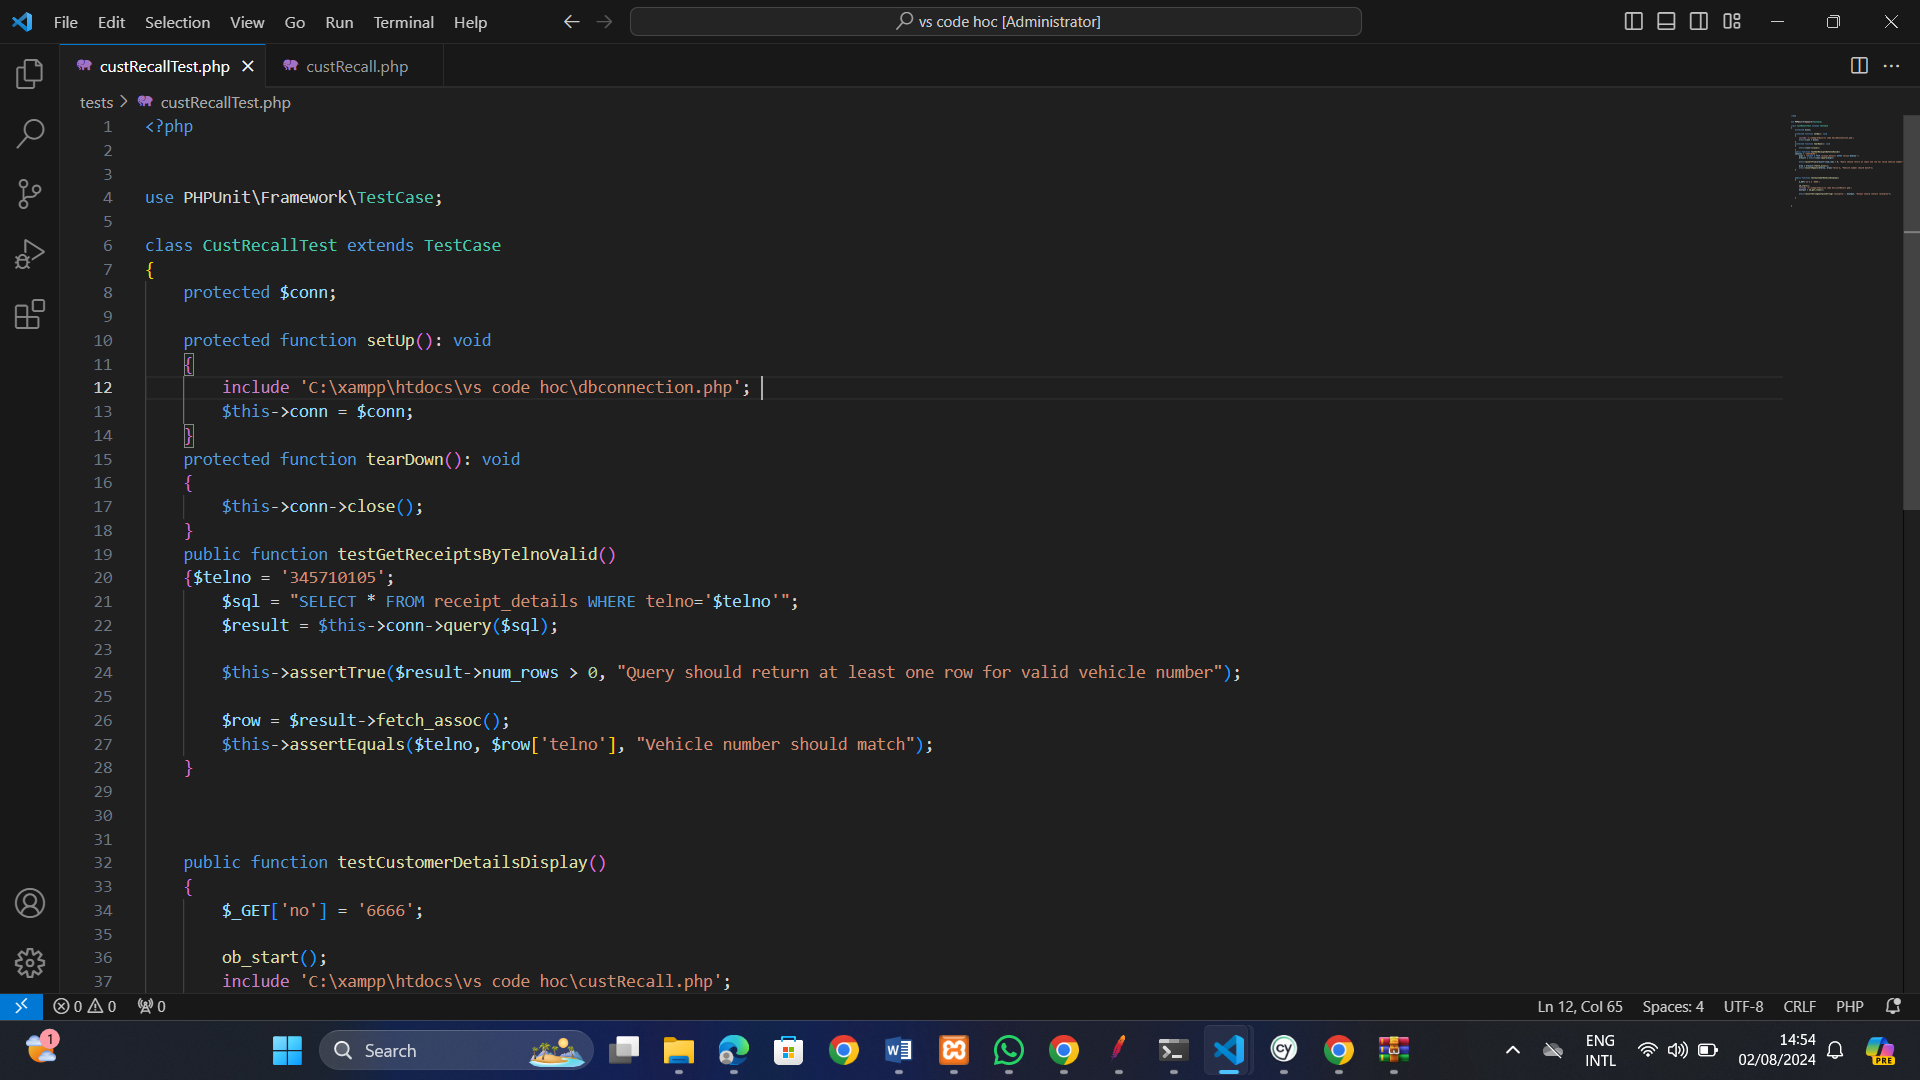 File Edit Selection View Go Run Terminal Help
vs code hoc [Administrator]
custRecallTest.php
custRecall.php
tests > custRecallTest.php
1 <?php
2
3
4 use PHPUnit\Framework\TestCase;
5
6 class CustRecallTest extends TestCase
7 {
8 protected $conn;
9
10 protected function setUp(): void
11 {
12 include 'C:\xampp\htdocs\vs code hoc\dbconnection.php';
13 $this->conn = $conn;
14 }
15 protected function tearDown(): void
16 {
17 $this->conn->close();
18 }
19 public function testGetReceiptsByTelnoValid()
20 {$telno = '345710105';
21 $sql = "SELECT * FROM receipt_details WHERE telno='$telno'";
22 $result = $this->conn->query($sql);
23
24 $this->assertTrue($result->num_rows > 0, "Query should return at least one row for valid vehicle number");
25
26 $row = $result->fetch_assoc();
27 $this->assertEquals($telno, $row['telno'], "Vehicle number should match");
28 }
29
30
31
32 public function testCustomerDetailsDisplay()
33 {
34 $_GET['no'] = '6666';
35
36 ob_start();
37 include 'C:\xampp\htdocs\vs code hoc\custRecall.php';
0 0 0
Ln 12, Col 65 Spaces: 4 UTF-8 CRLF PHP
1
Search
cy
ENG
INTL
14:54
02/08/2024
PRE